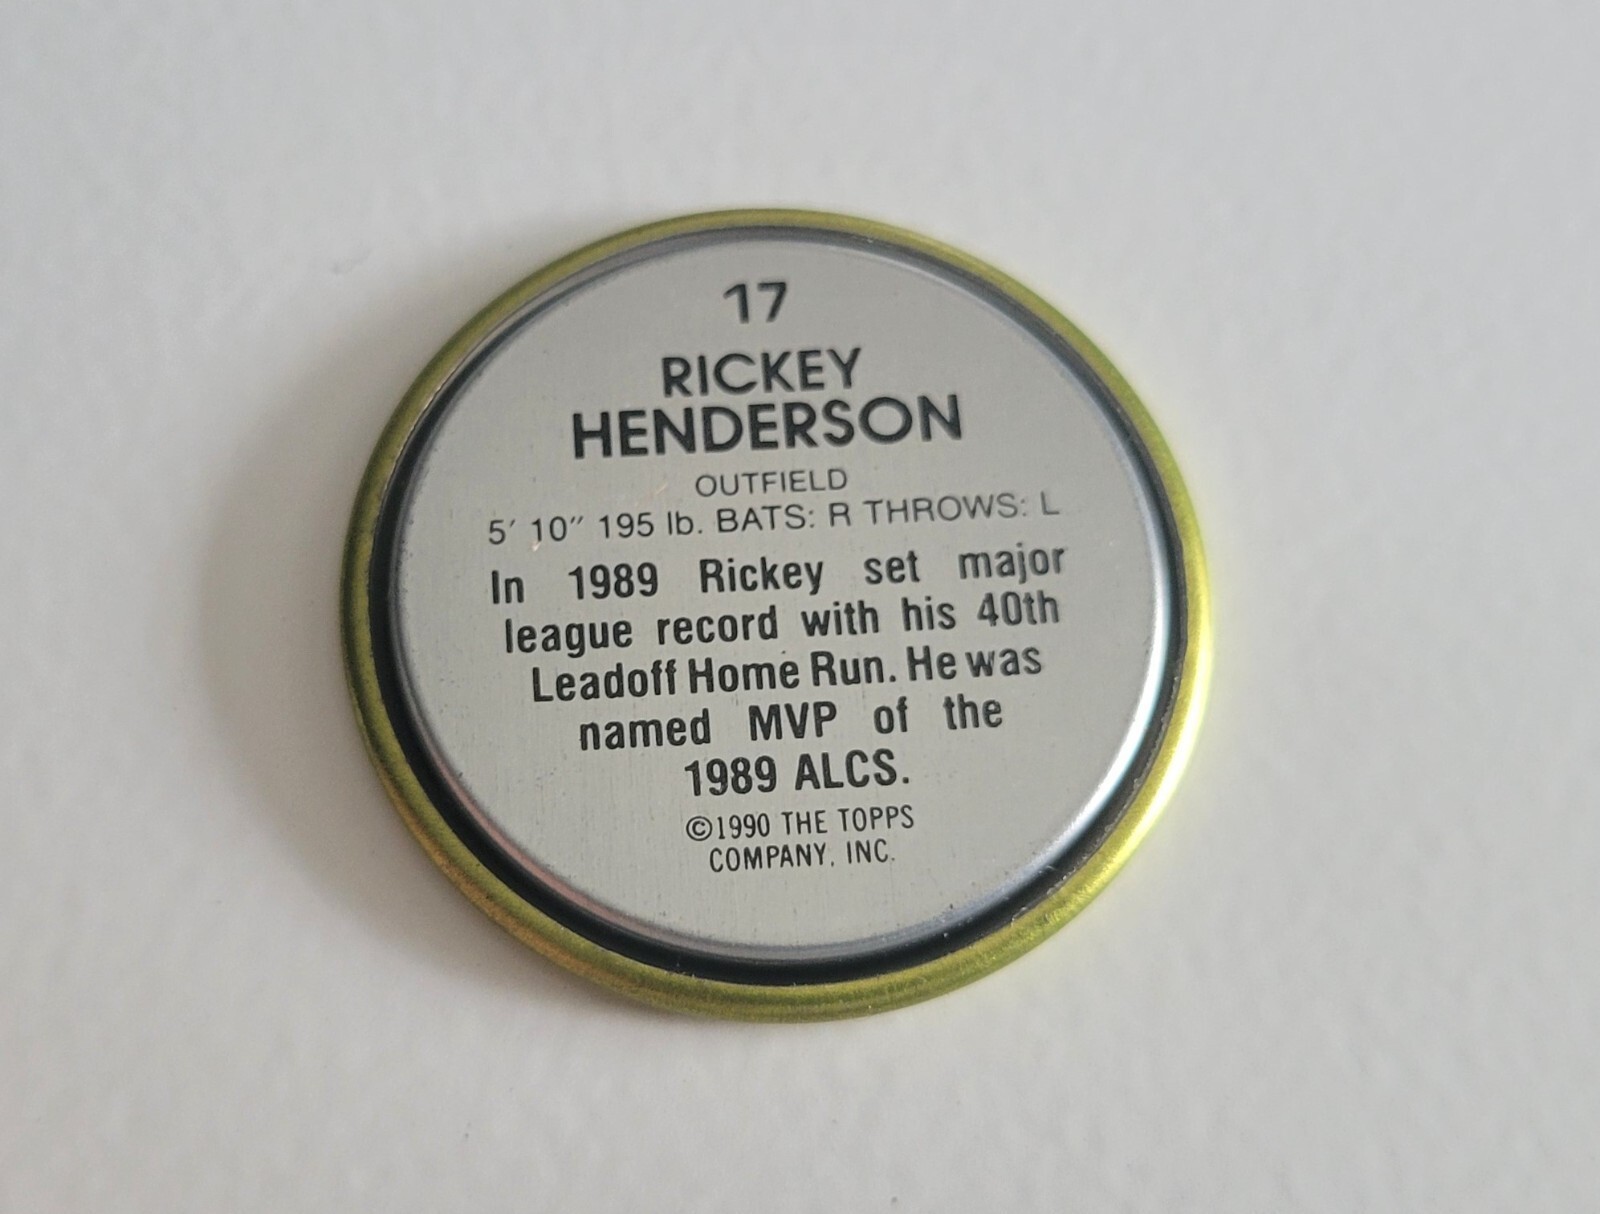 17
RICKEY
HENDERSON
OUTFIELD
5′ 10″ 195 lb. BATS: R THROWS: L
In 1989 Rickey set major
league record with his 40th
Leadoff Home Run. He was
named MVP of the
1989 ALCS.
©1990 THE TOPPS
COMPANY, INC.